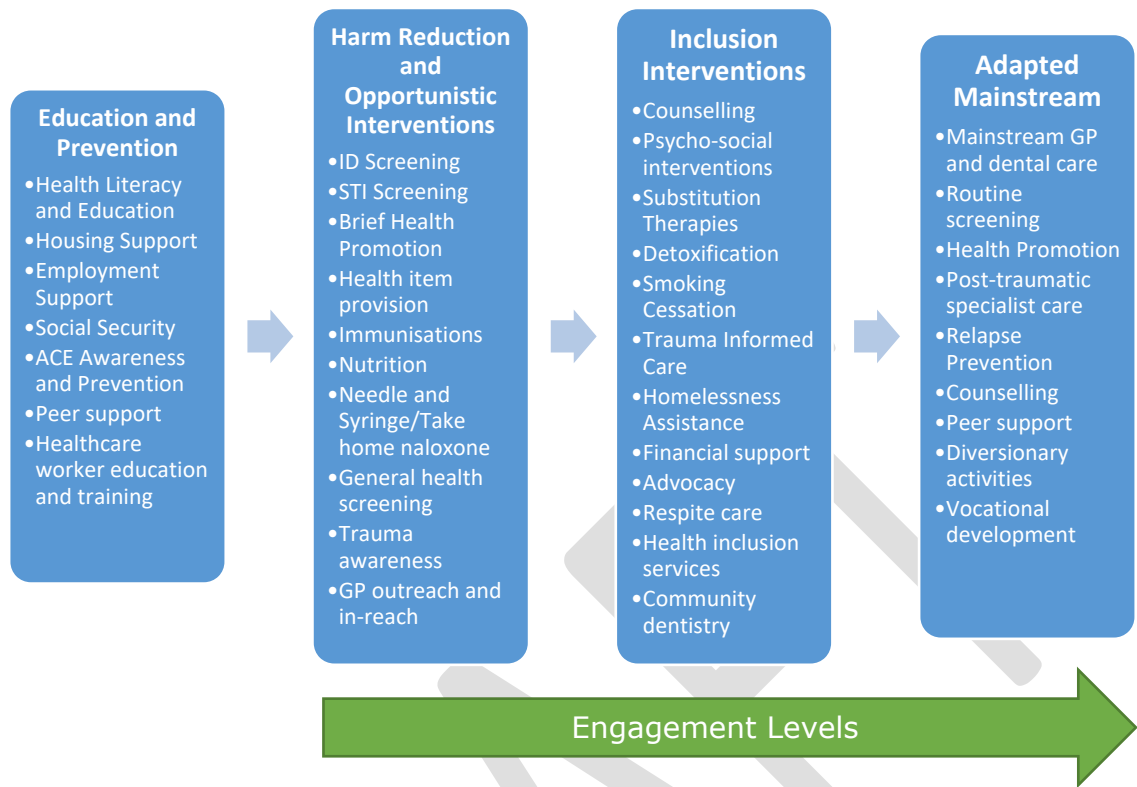 Education and
Prevention
•Health Literacy
and Education
•Housing Support
•Employment
Support
•Social Security
•ACE Awareness
and Prevention
•Peer support
•Healthcare
worker education
and training
Harm Reduction
and
Opportunistic
Interventions
•ID Screening
•STI Screening
•Brief Health
Promotion
•Health item
provision
•Immunisations
•Nutrition
•Needle and
Syringe/Take
home naloxone
•General health
screening
•Trauma
awareness
•GP outreach and
in-reach
Inclusion
Interventions
•Counselling
•Psycho-social
interventions
•Substitution
Therapies
•Detoxification
•Smoking
Cessation
•Trauma Informed
Care
•Homelessness
Assistance
•Financial support
•Advocacy
•Respite care
•Health inclusion
services
•Community
dentistry
Adapted
Mainstream
•Mainstream GP
and dental care
•Routine
screening
•Health Promotion
•Post-traumatic
specialist care
•Relapse
Prevention
•Counselling
•Peer support
•Diversionary
activities
•Vocational
development
Engagement Levels